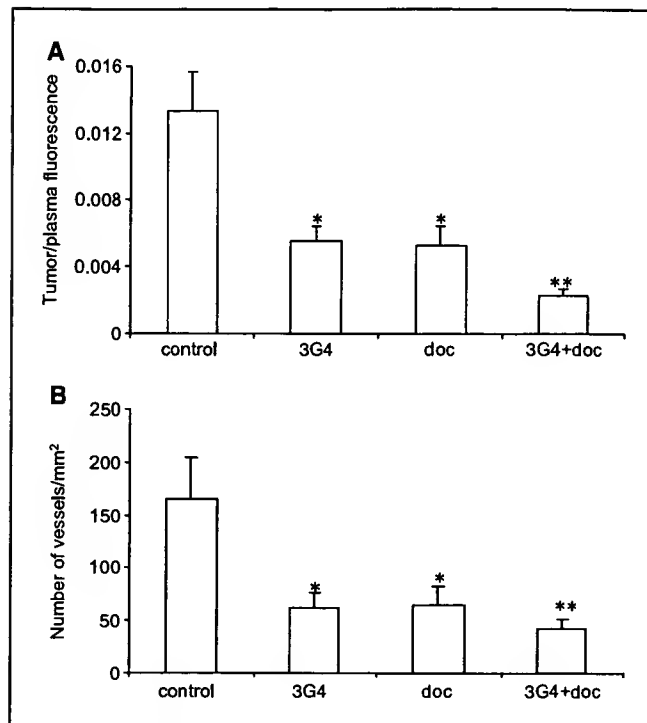 A
Tumor/plasma fluorescence
0.016
0.012
0.008
0.004
0
*
*
**
control 3G4 doc 3G4+doc
B
Number of vessels/mm²
250
200
150
100
50
0
*
*
**
control 3G4 doc 3G4+doc